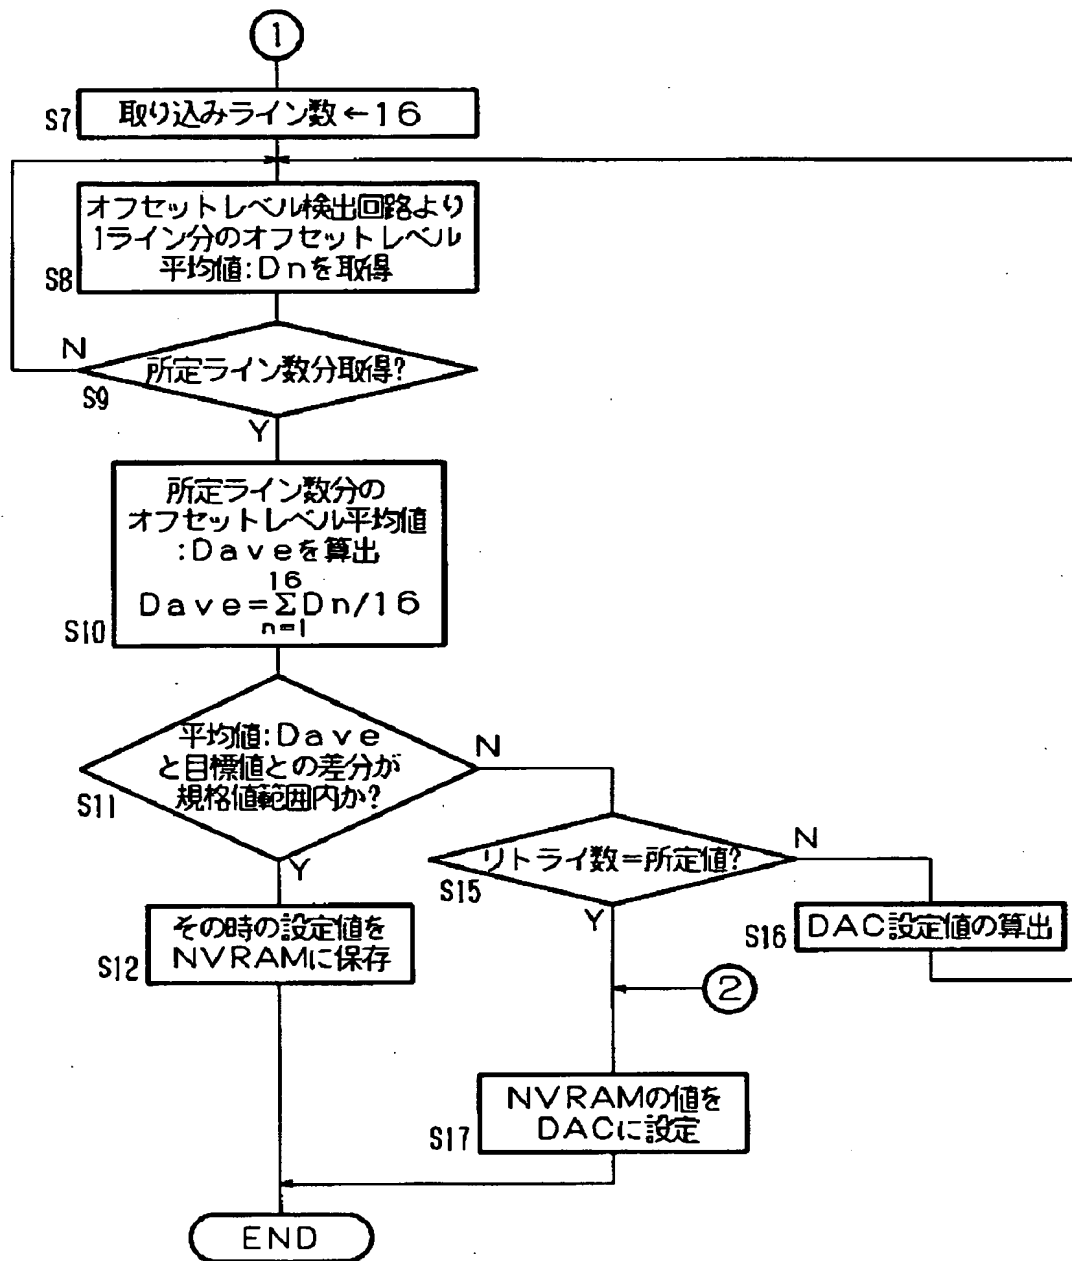 1
S7
取り込みライン数←16
オフセットレベル検出回路より
1ライン分のオフセットレベル
平均値:Dnを取得
S8
N
所定ライン数分取得?
S9
Y
所定ライン数分の
オフセットレベル平均値
:Daveを算出
16
Dave=ΣDn/16
n=1
S10
平均値:Dave
と目標値との差分が
規格値範囲内か?
S11
N
Y
リトライ数=所定値?
S15
N
Y
その時の設定値を
NVRAMに保存
S12
DAC設定値の算出
S16
2
NVRAMの値を
DACに設定
S17
END